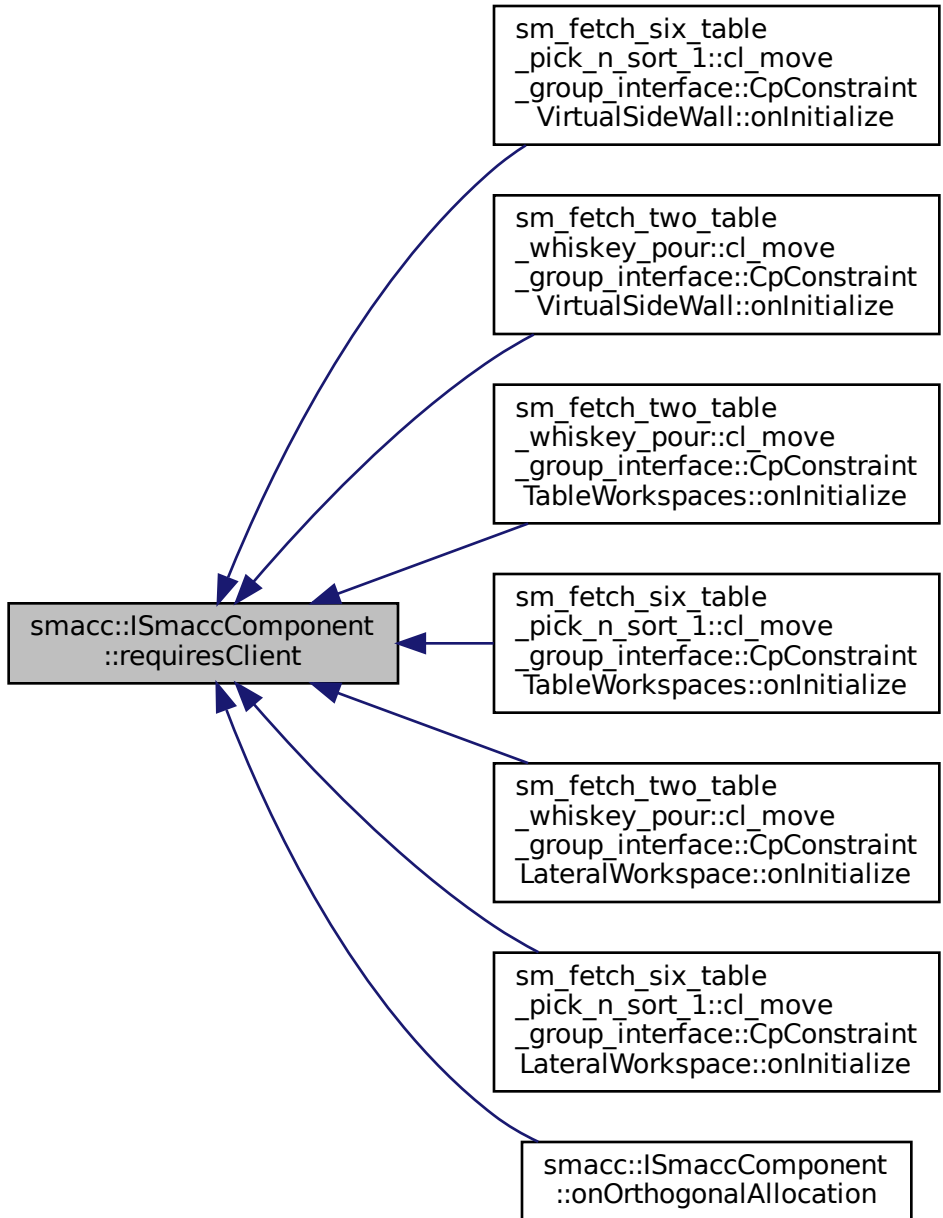 sm_fetch_six_table
_pick_n_sort_1::cl_move
_group_interface::CpConstraint
VirtualSideWall::onInitialize
sm_fetch_two_table
_whiskey_pour::cl_move
_group_interface::CpConstraint
VirtualSideWall::onInitialize
sm_fetch_two_table
_whiskey_pour::cl_move
_group_interface::CpConstraint
TableWorkspaces::onInitialize
smacc::ISmaccComponent
::requiresClient
sm_fetch_six_table
_pick_n_sort_1::cl_move
_group_interface::CpConstraint
TableWorkspaces::onInitialize
sm_fetch_two_table
_whiskey_pour::cl_move
_group_interface::CpConstraint
LateralWorkspace::onInitialize
sm_fetch_six_table
_pick_n_sort_1::cl_move
_group_interface::CpConstraint
LateralWorkspace::onInitialize
smacc::ISmaccComponent
::onOrthogonalAllocation